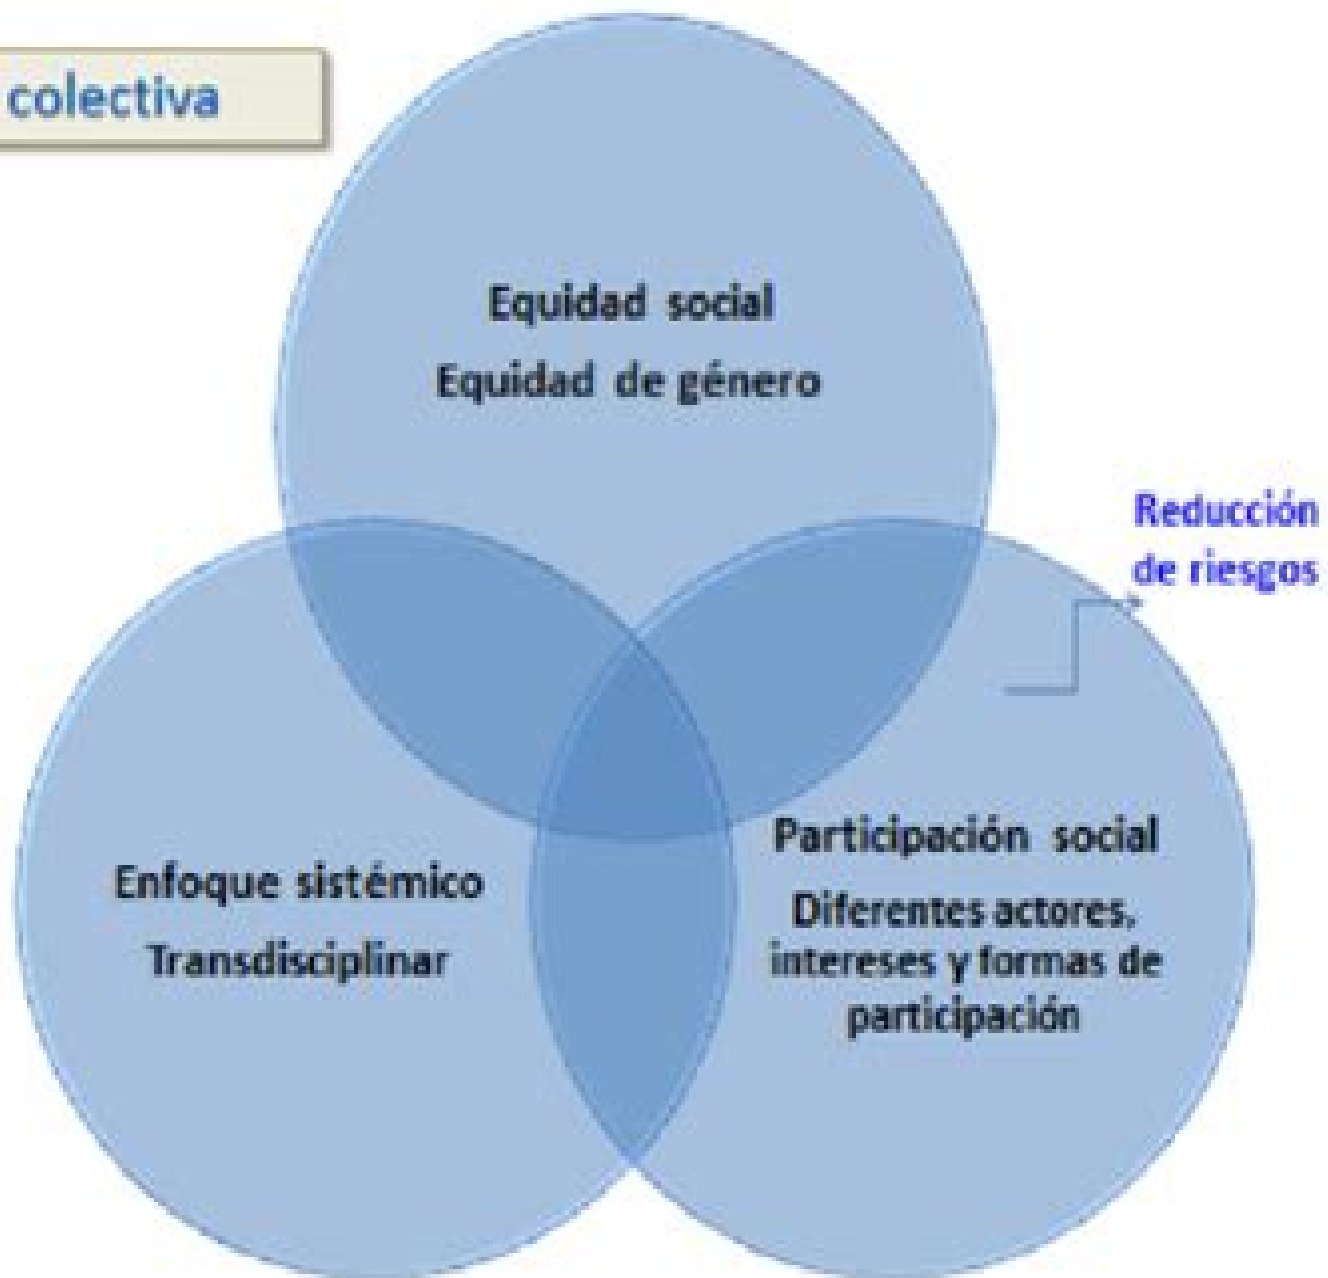 colectiva
Equidad social
Equidad de género
Reducción
de riesgos
Enfoque sistémico
Transdisciplinar
Participación social
Diferentes actores,
intereses y formas de
participación